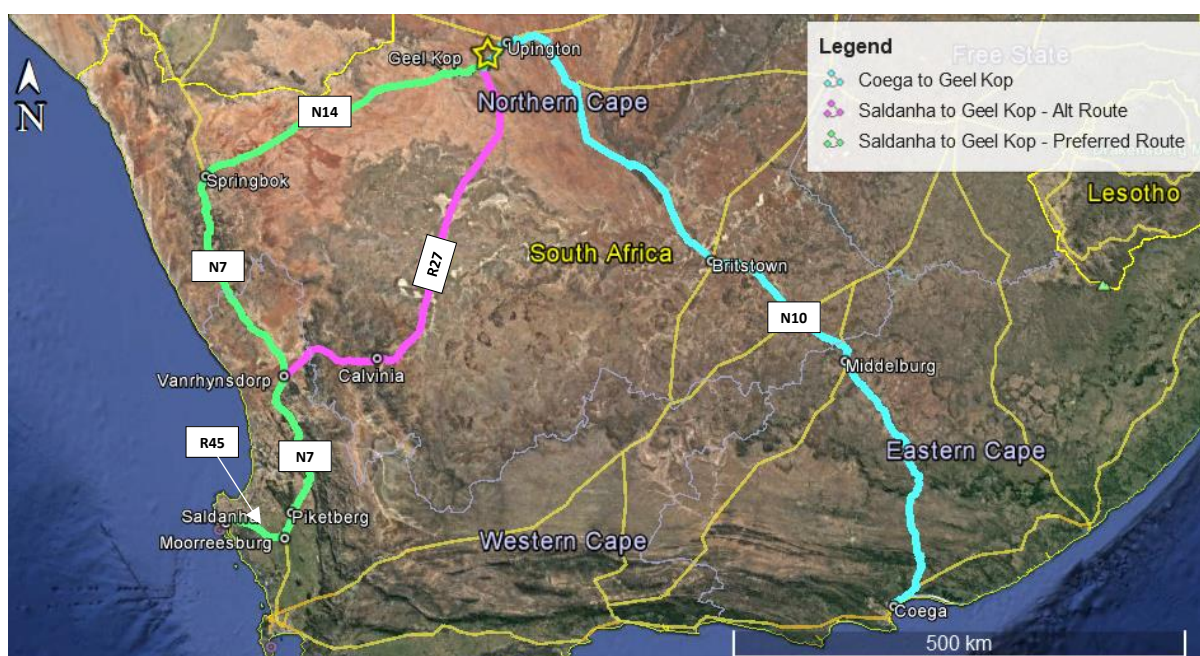 Legend
Coega to Geel Kop
Saldanha to Geel Kop - Alt Route
Saldanha to Geel Kop - Preferred Route
Free State
Upington
Geel Kop
N
N14
Northern Cape
Springbok
Lesotho
South Africa
N7
R27
Britstown
N10
Vanrhynsdorp
Calvinia
Middelburg
R45
N7
Eastern Cape
Saldanha
Piketberg
Moorreesburg
Western Cape
Coega
500 km